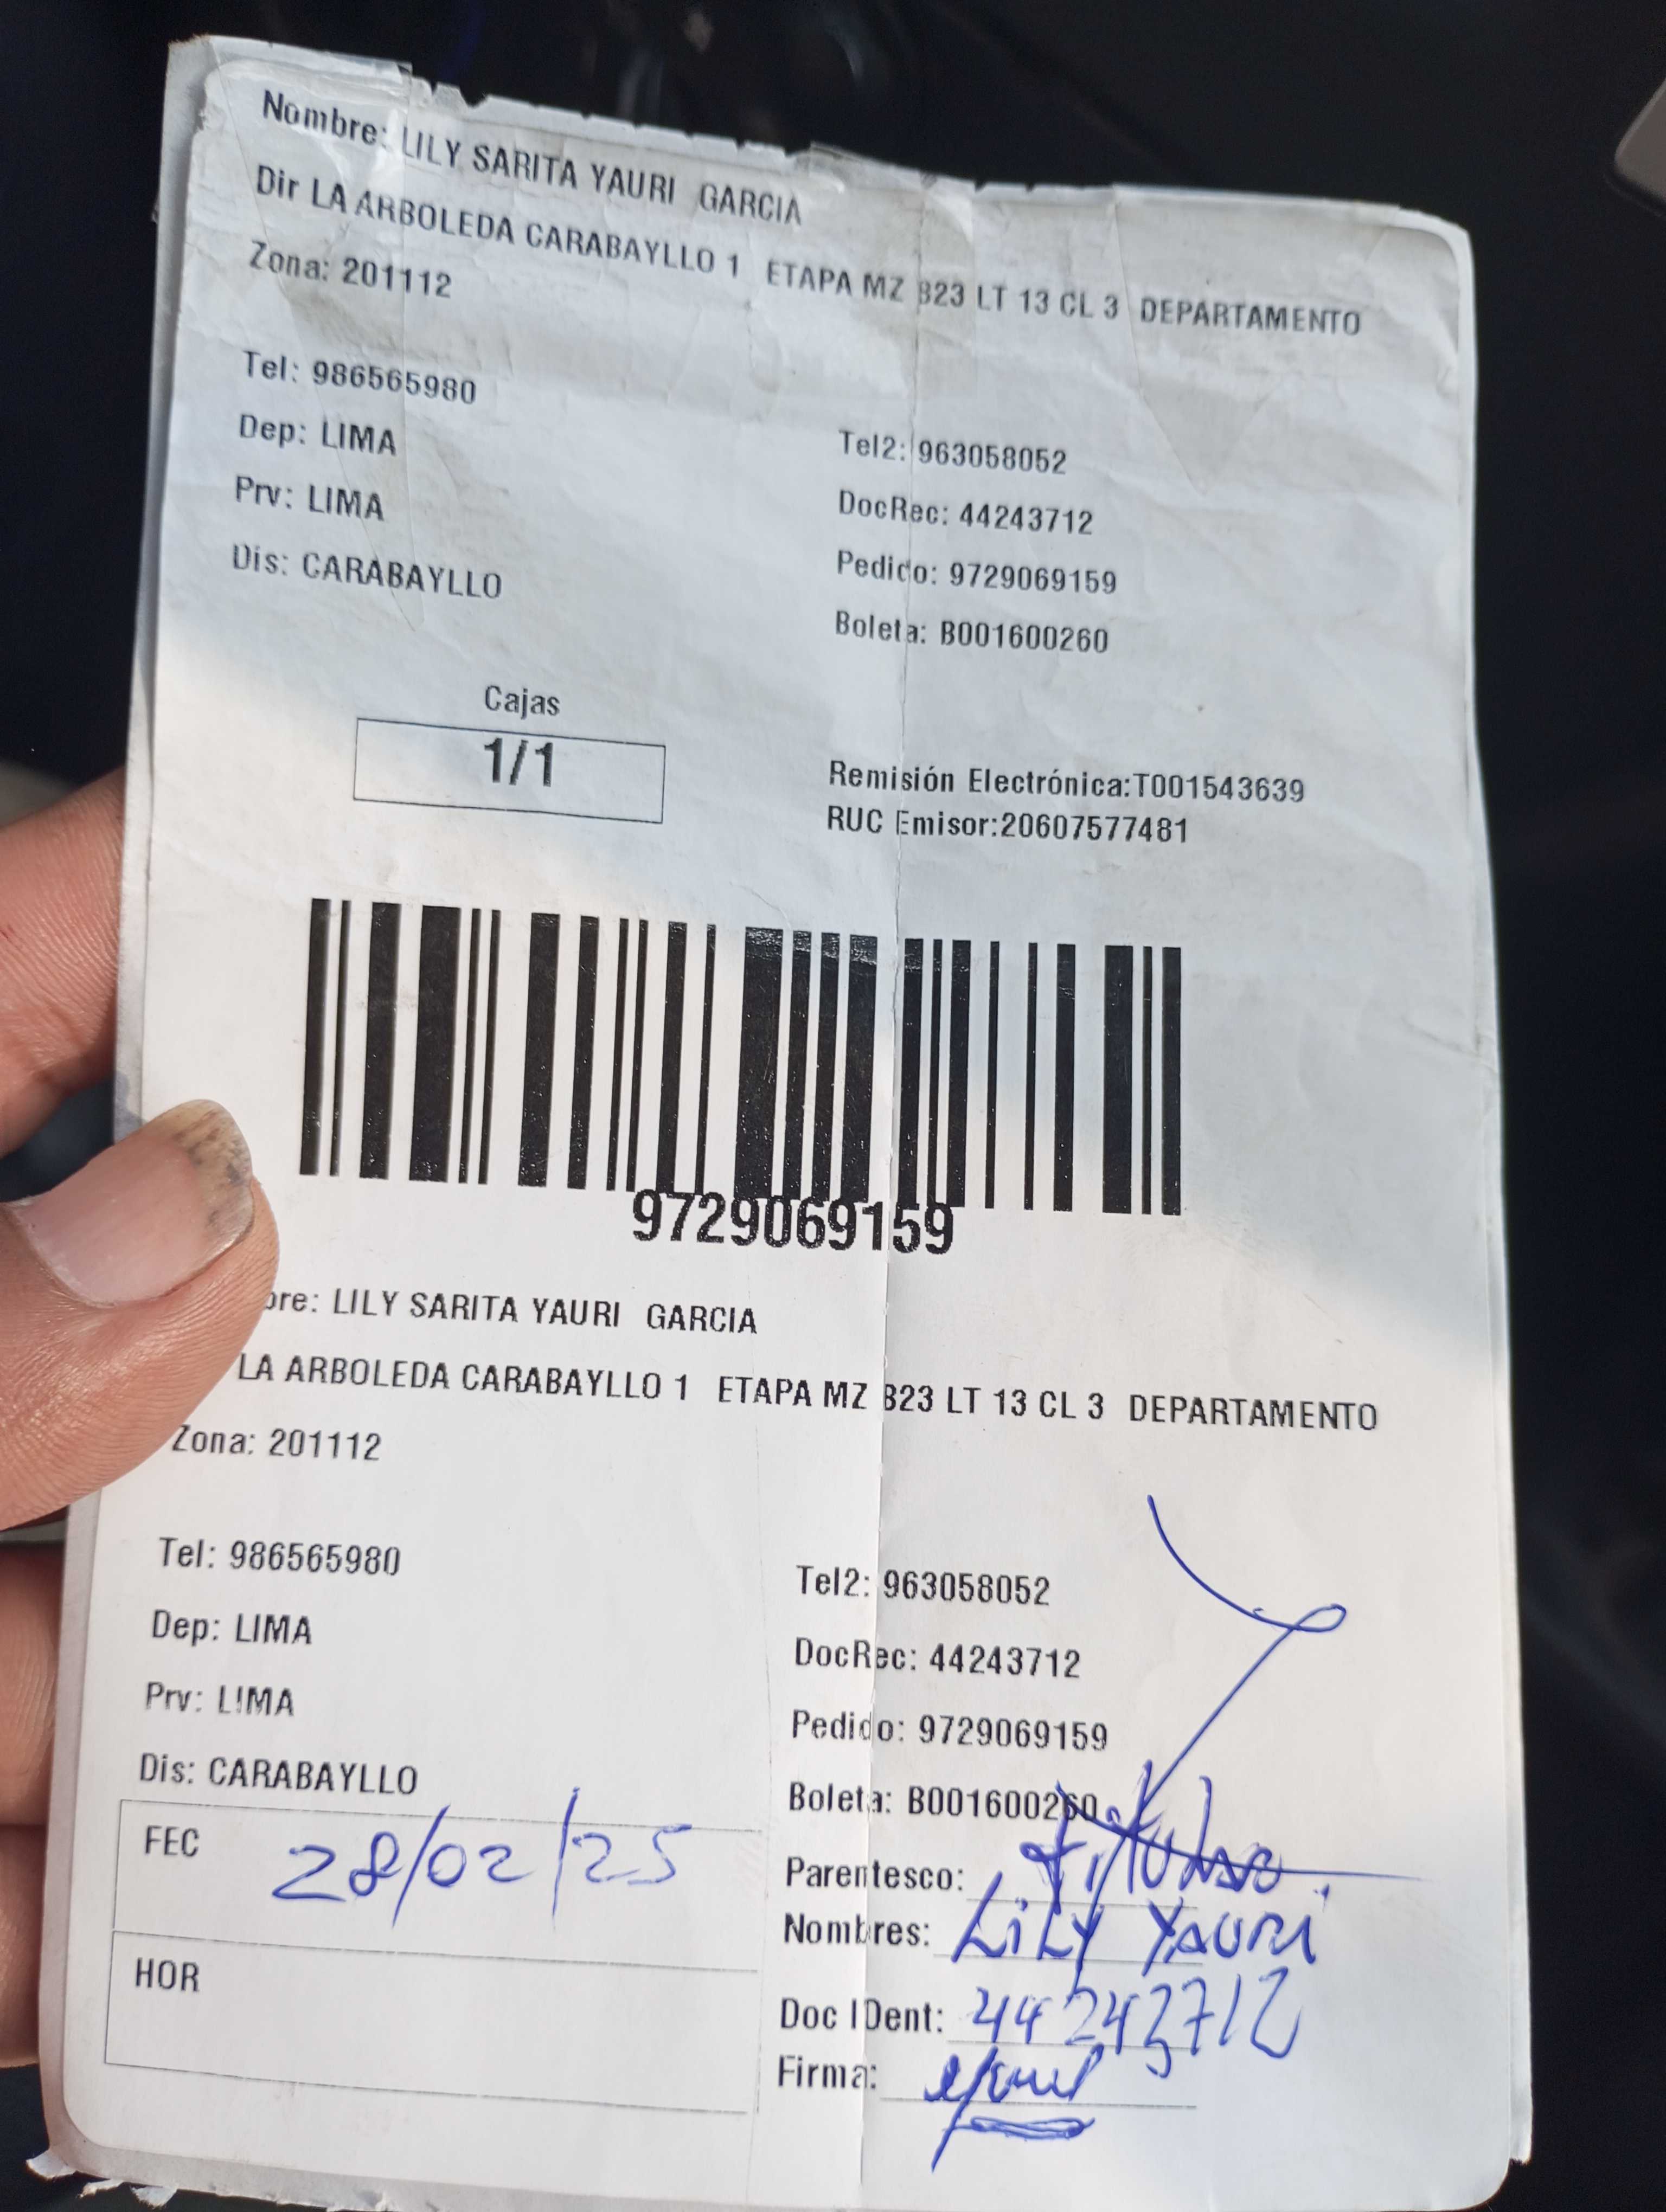 Nombre: LILY SARITA YAURI GARCIA
Dir LA ARBOLEDA CARABAYLLO 1 ETAPA MZ B23 LT 13 CL 3 DEPARTAMENTO
Zona: 201112
Tel: 986565980
Tel2: 963058052
Dep: LIMA
DocRec: 44243712
Prv: LIMA
Pedido: 9729069159
Dis: CARABAYLLO
Boleta: B001600260
Cajas
1/1
Remisión Electrónica:T001543639
RUC Emisor:20607577481
9729069159
bre: LILY SARITA YAURI GARCIA
LA ARBOLEDA CARABAYLLO 1 ETAPA MZ B23 LT 13 CL 3 DEPARTAMENTO
Zona: 201112
Tel: 986565980
Tel2: 963058052
Dep: LIMA
DocRec: 44243712
Prv: LIMA
Pedido: 9729069159
Dis: CARABAYLLO
Boleta: B001600260
FEC 28/02/25
Parentesco:
Nombres: LiLY YAURi
HOR
Doc IDent: 44243712
Firma: